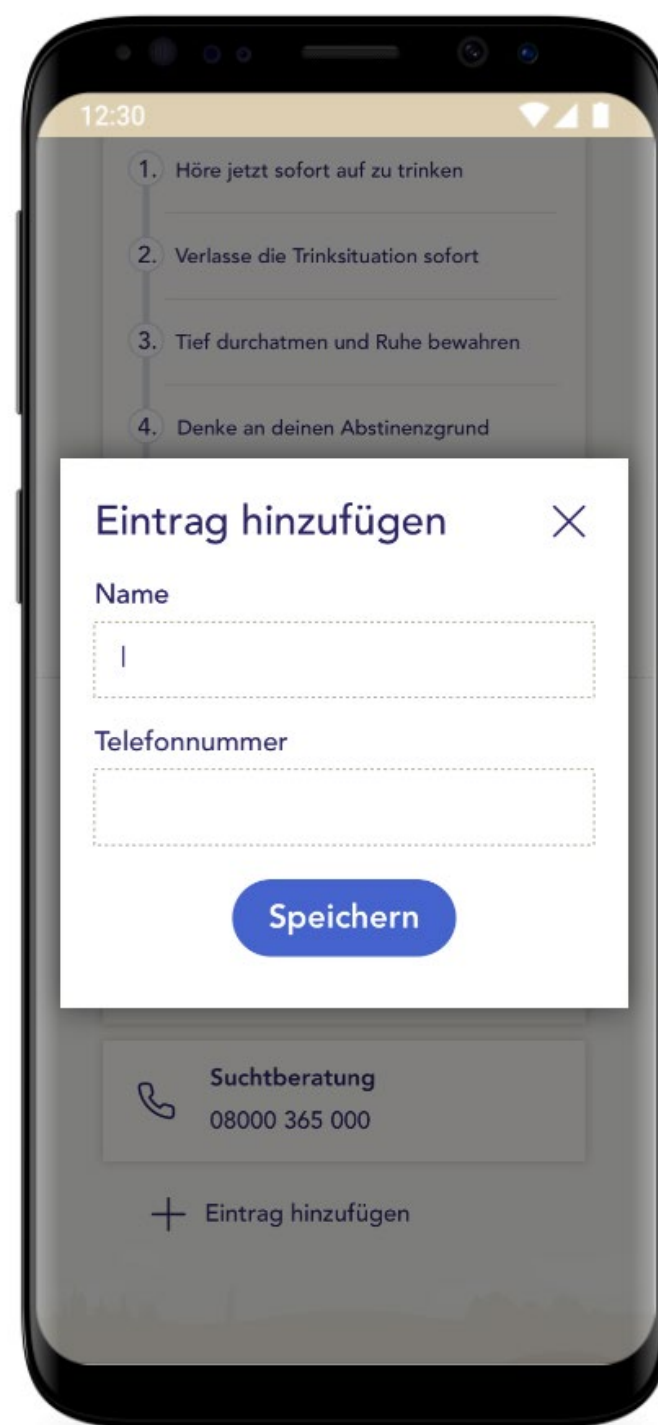 12:30
1. Höre jetzt sofort auf zu trinken
2. Verlasse die Trinksituation sofort
3. Tief durchatmen und Ruhe bewahren
4. Denke an deinen Abstinenzgrund
Eintrag hinzufügen
Name
Telefonnummer
Speichern
Suchtberatung
08000 365 000
Eintrag hinzufügen